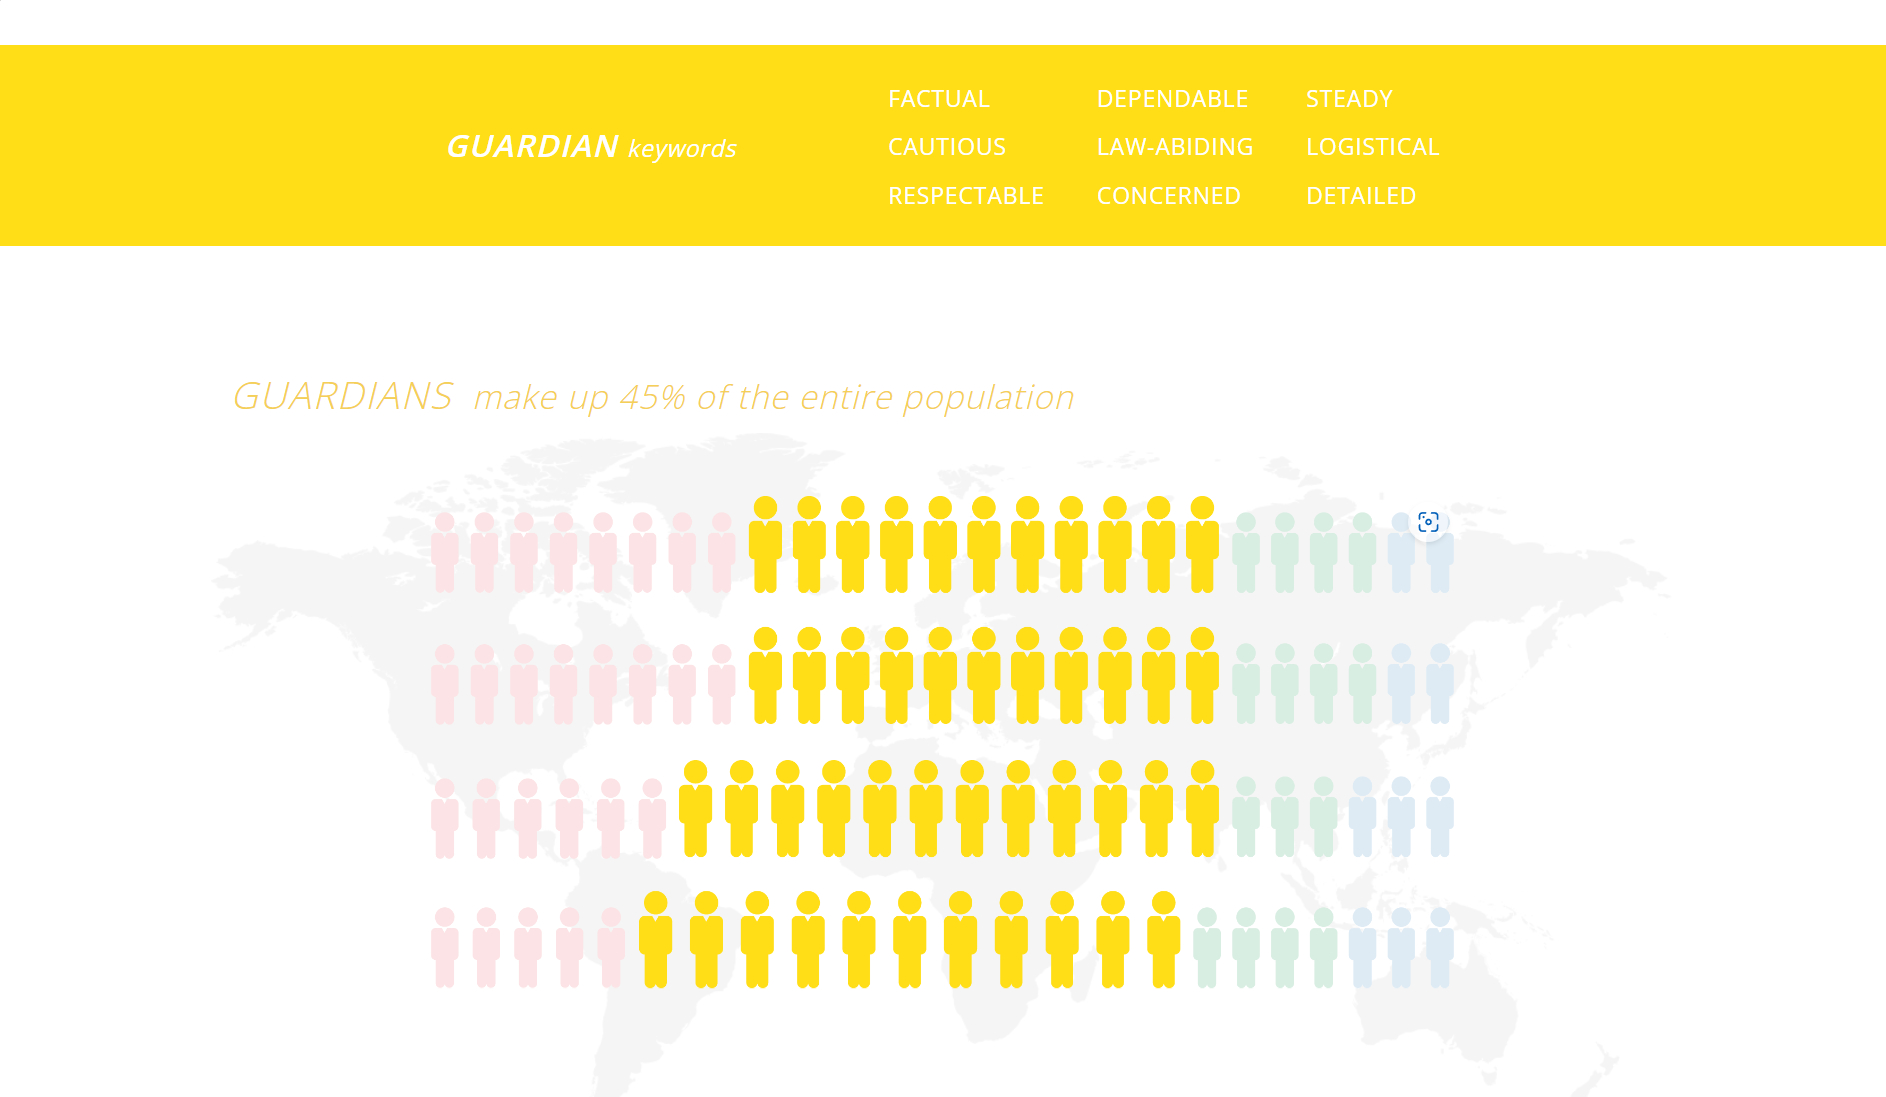 GUARDIAN keywords
FACTUAL DEPENDABLE STEADY
CAUTIOUS LAW-ABIDING LOGISTICAL
RESPECTABLE CONCERNED DETAILED
GUARDIANS make up 45% of the entire population